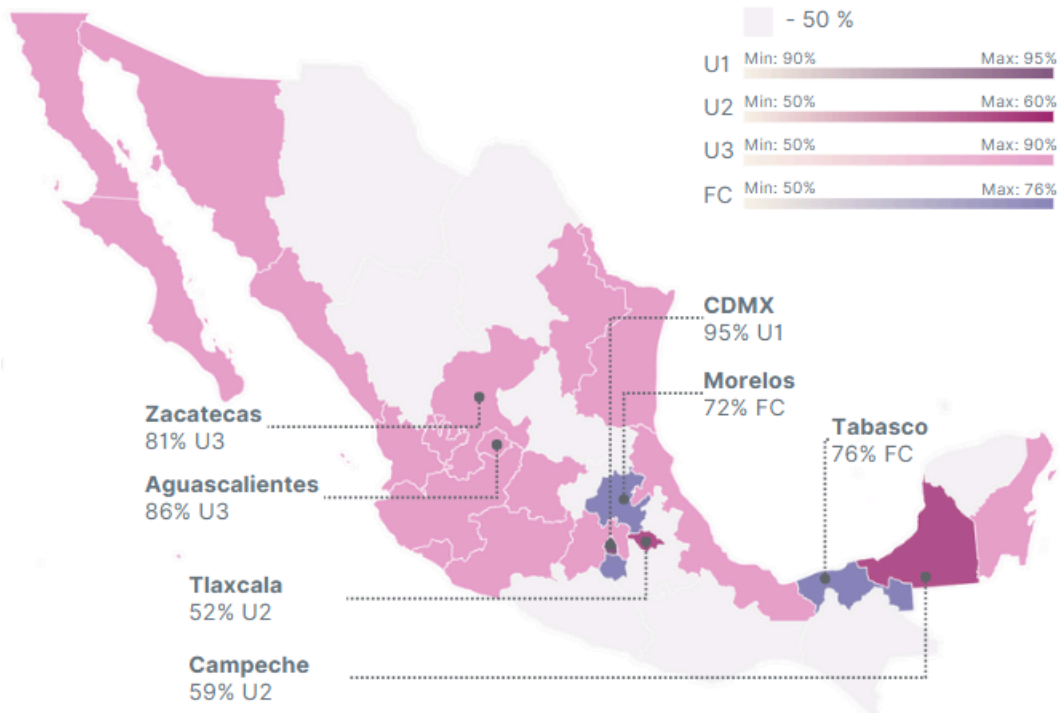 - 50 %
U1 Min: 90% Max: 95%
U2 Min: 50% Max: 60%
U3 Min: 50% Max: 90%
FC Min: 50% Max: 76%
CDMX
95% U1
Morelos
72% FC
Tabasco
76% FC
Zacatecas
81% U3
Aguascalientes
86% U3
Tlaxcala
52% U2
Campeche
59% U2